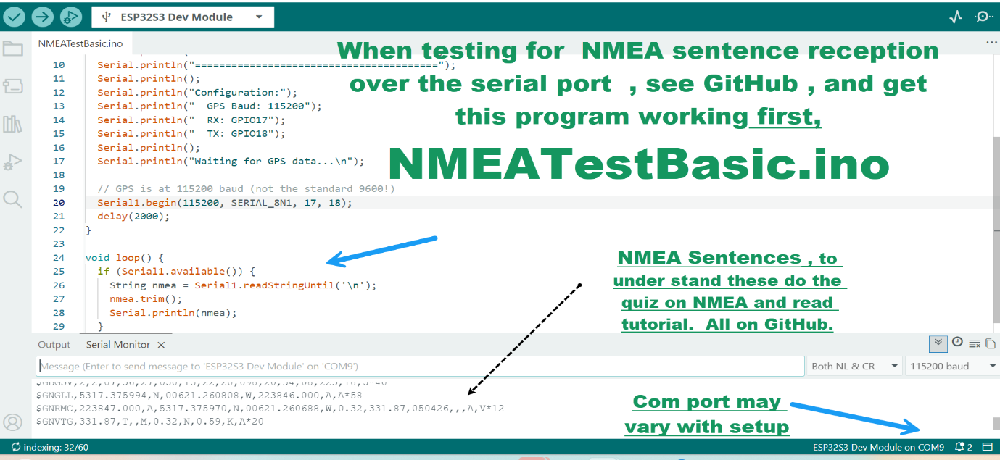 ESP32S3 Dev Module
NMEATestBasic.ino
When testing for NMEA sentence reception
over the serial port , see GitHub , and get
this program working first,
NMEATestBasic.ino
10 Serial.println("========================================");
11 Serial.println();
12 Serial.println("Configuration:");
13 Serial.println("  GPS Baud: 115200");
14 Serial.println("  RX: GPIO17");
15 Serial.println("  TX: GPIO18");
16 Serial.println();
17 Serial.println("Waiting for GPS data...\n");
18
19 // GPS is at 115200 baud (not the standard 9600!)
20 Serial1.begin(115200, SERIAL_8N1, 17, 18);
21 delay(2000);
22 }
23
24 void loop() {
25 if (Serial1.available()) {
26 String nmea = Serial1.readStringUntil('\n');
27 nmea.trim();
28 Serial.println(nmea);
29 }
NMEA Sentences , to
under stand these do the
quiz on NMEA and read
tutorial. All on GitHub.
Output Serial Monitor
Message (Enter to send message to 'ESP32S3 Dev Module' on 'COM9')
Both NL & CR
115200 baud
$GNGLL,5317.375994,N,00621.260808,W,223846.000,A,A*58
$GNRMC,223847.000,A,5317.375970,N,00621.260688,W,0.32,331.87,050426,,,A,V*12
$GNVTG,331.87,T,,M,0.32,N,0.59,K,A*20
Com port may
vary with setup
indexing: 32/60
ESP32S3 Dev Module on COM9
2